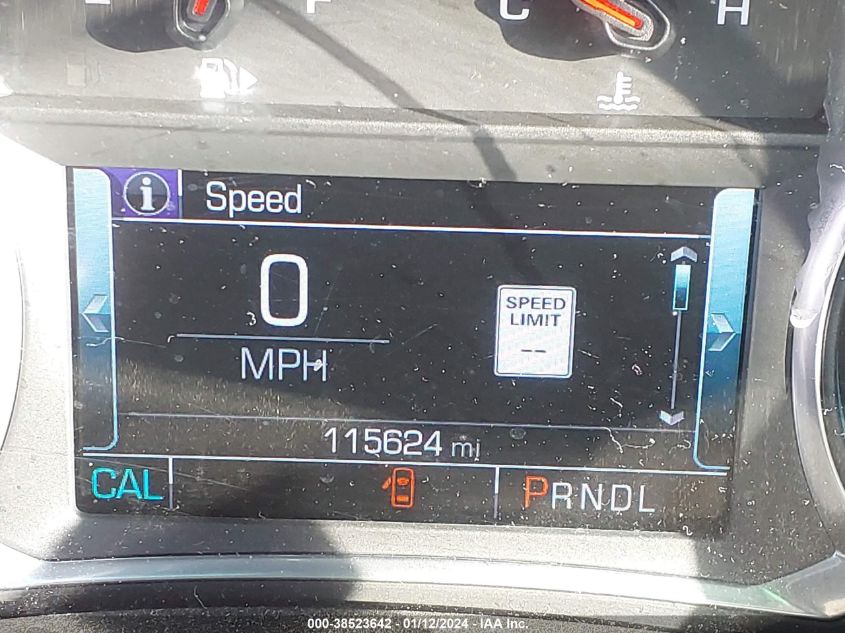 F
C H
i Speed
0
MPH
SPEED
LIMIT
--
115624 mi
CAL
PRNDL
000-38523642 - 01/12/2024 - IAA Inc.